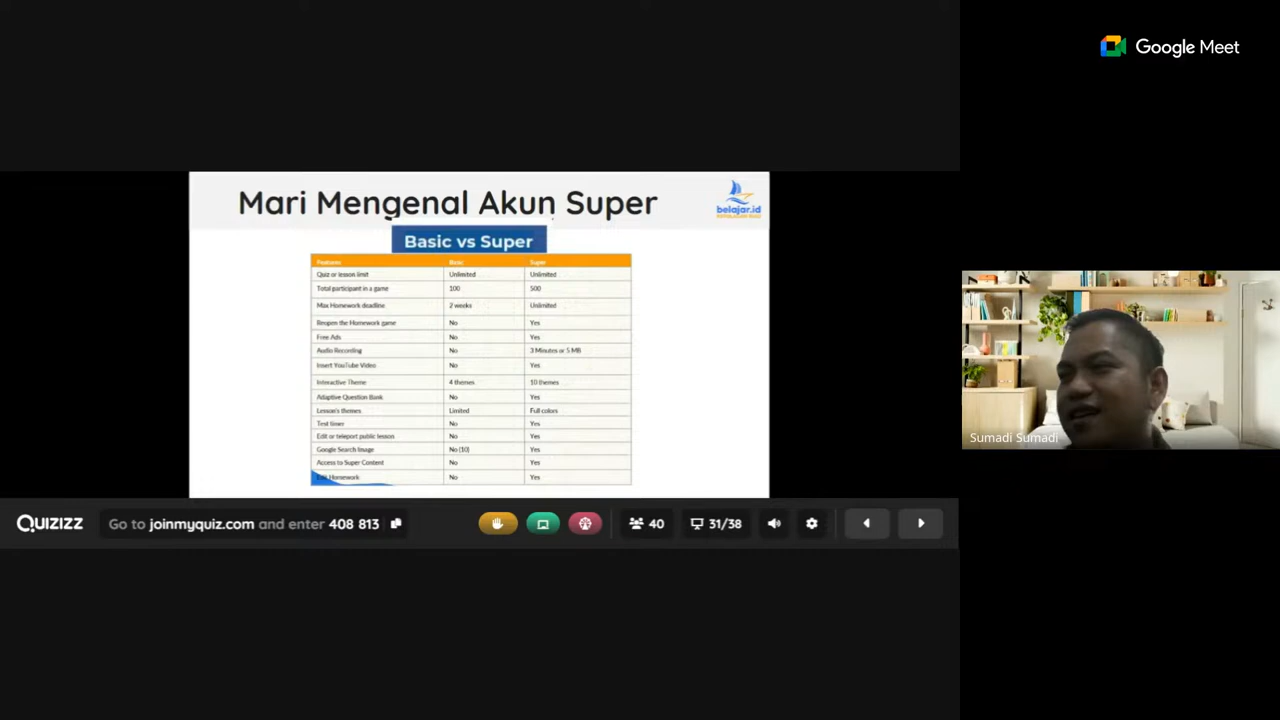 Google Meet
Mari Mengenal Akun Super
belajar.id
Basic vs Super
Features Basic Super
Quiz or lesson limit Unlimited Unlimited
Total participant in a game 100 500
Max Homework deadline 2 weeks Unlimited
Reopen the Homework game No Yes
Free Ads No Yes
Audio Recording No 3 Minutes or 5 MB
Insert YouTube Video No Yes
Interactive Theme 4 themes 10 themes
Adaptive Question Bank No Yes
Lesson's themes Limited Full colors
Test timer No Yes
Edit or teleport public lesson No Yes
Google Search Image No (10) Yes
Access to Super Content No Yes
Homework No Yes
Sumadi Sumadi
QUIZIZZ Go to joinmyquiz.com and enter 408 813 40 31/38